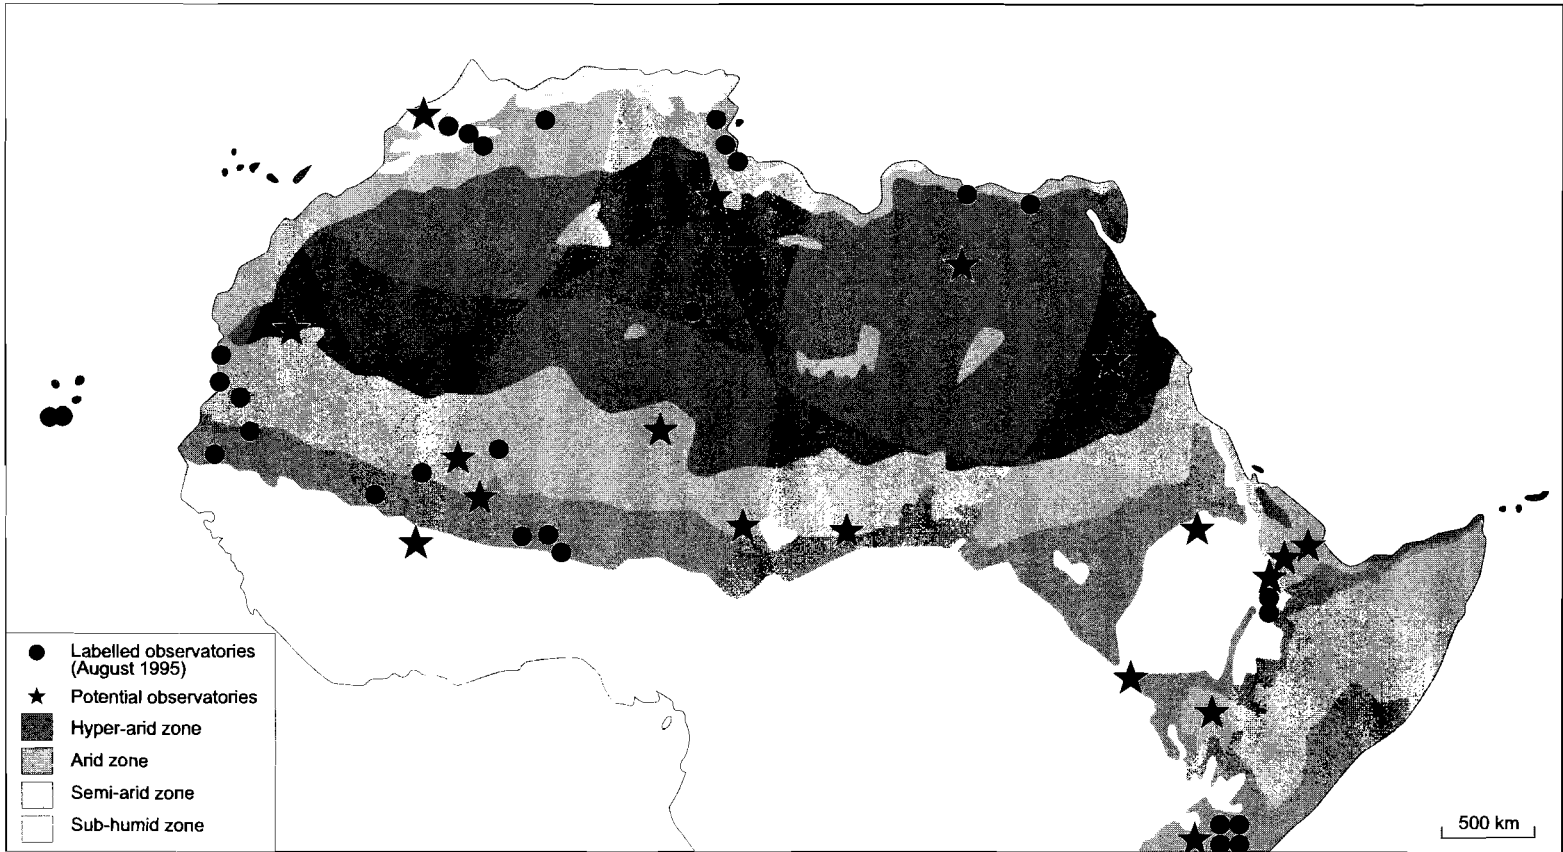 Labelled observatories
(August 1995)
Potential observatories
Hyper-arid zone
Arid zone
Semi-arid zone
Sub-humid zone
500 km